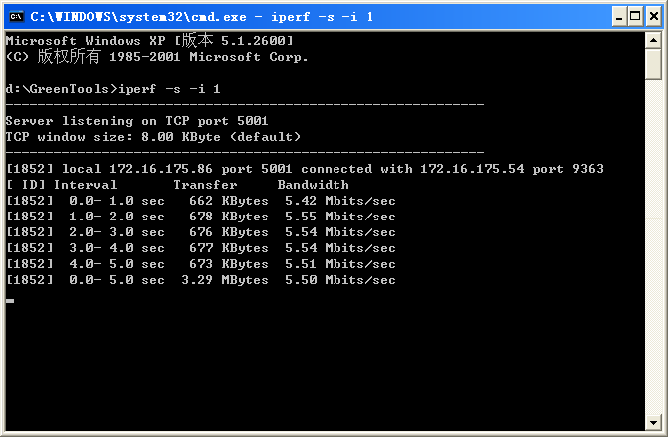 C:\WINDOWS\system32\cmd.exe - iperf -s -i 1
Microsoft Windows XP [版本 5.1.2600]
(C) 版权所有 1985-2001 Microsoft Corp.
d:\GreenTools>iperf -s -i 1
------------------------------------------------------------
Server listening on TCP port 5001
TCP window size: 8.00 KByte (default)
------------------------------------------------------------
[1852] local 172.16.175.86 port 5001 connected with 172.16.175.54 port 9363
[ ID] Interval       Transfer     Bandwidth
[1852]  0.0- 1.0 sec   662 KBytes  5.42 Mbits/sec
[1852]  1.0- 2.0 sec   678 KBytes  5.55 Mbits/sec
[1852]  2.0- 3.0 sec   676 KBytes  5.54 Mbits/sec
[1852]  3.0- 4.0 sec   677 KBytes  5.54 Mbits/sec
[1852]  4.0- 5.0 sec   673 KBytes  5.51 Mbits/sec
[1852]  0.0- 5.0 sec  3.29 MBytes  5.50 Mbits/sec